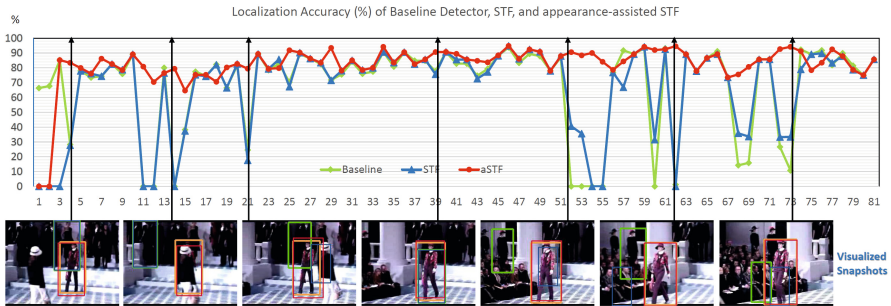 Localization Accuracy (%) of Baseline Detector, STF, and appearance-assisted STF
%
100
90
80
70
60
50
40
30
20
10
0
Baseline STF aSTF
1 3 5 7 9 11 13 15 17 19 21 23 25 27 29 31 33 35 37 39 41 43 45 47 49 51 53 55 57 59 61 63 65 67 69 71 73 75 77 79 81
Visualized
Snapshots